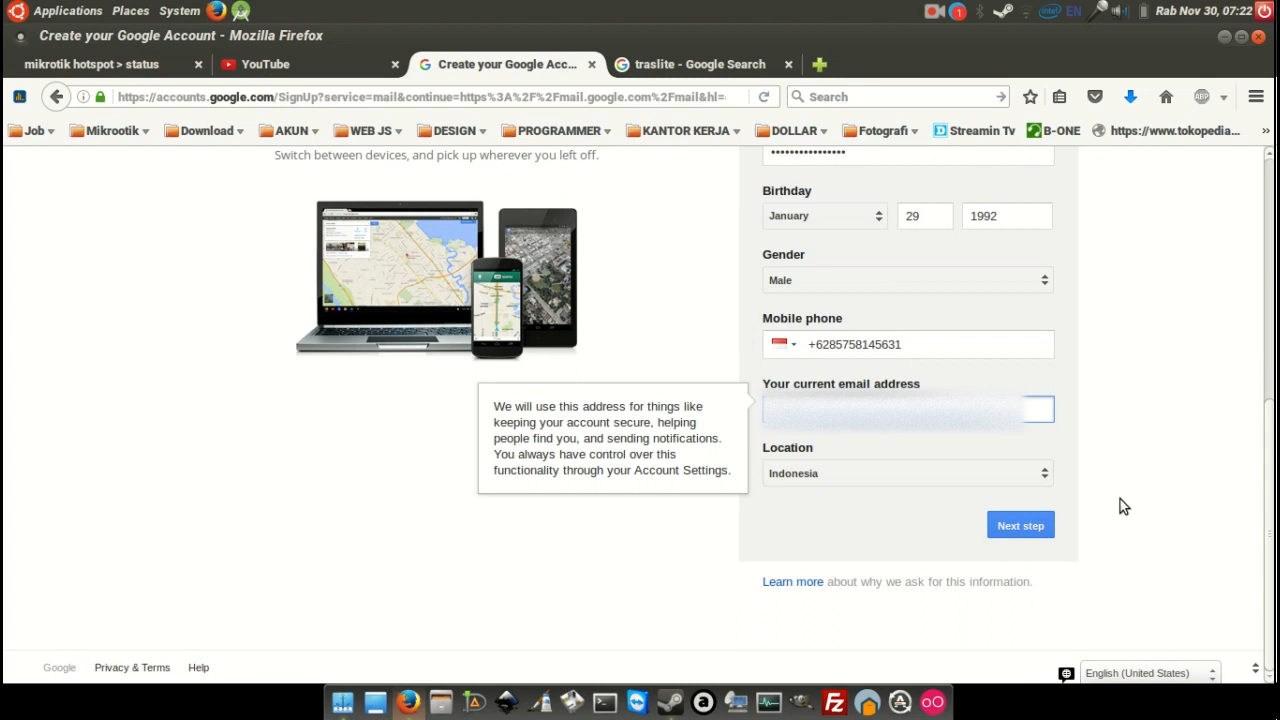 Applications Places System
1
EN
Rab Nov 30, 07:22
Create your Google Account - Mozilla Firefox
mikrotik hotspot > status
YouTube
Create your Google Acc...
traslite - Google Search
https://accounts.google.com/SignUp?service=mail&continue=https%3A%2F%2Fmail.google.com%2Fmail&hl=
Search
ABP
Job
Mikrootik
Download
AKUN
WEB JS
DESIGN
PROGRAMMER
KANTOR KERJA
DOLLAR
Fotografi
Streamin Tv
B-ONE
https://www.tokopedia...
Switch between devices, and pick up wherever you left off.
••••••••••••••••
Birthday
January
29
1992
Gender
Male
Mobile phone
+6285758145631
Your current email address
We will use this address for things like
keeping your account secure, helping
people find you, and sending notifications.
You always have control over this
functionality through your Account Settings.
Location
Indonesia
Next step
Learn more about why we ask for this information.
Google Privacy & Terms Help
English (United States)